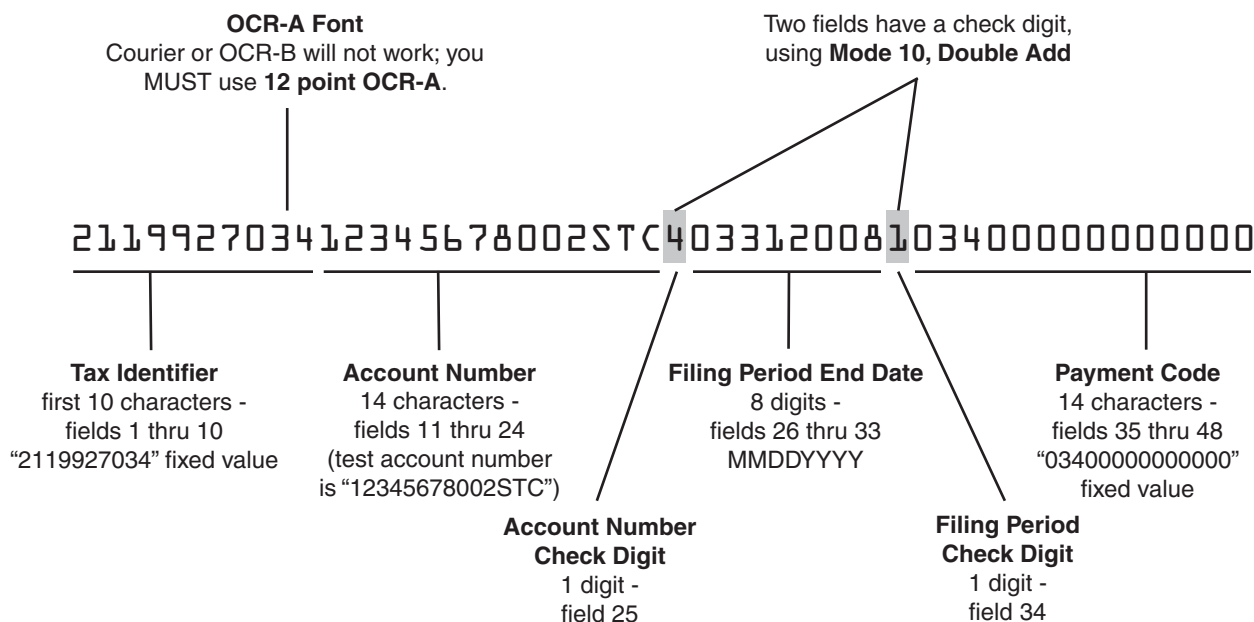 OCR-A Font
Courier or OCR-B will not work; you
MUST use 12 point OCR-A.
Two fields have a check digit,
using Mode 10, Double Add
211992703412345678002STC403312008103400000000000
Tax Identifier
first 10 characters -
fields 1 thru 10
“2119927034” fixed value
Account Number
14 characters -
fields 11 thru 24
(test account number
is “12345678002STC”)
Filing Period End Date
8 digits -
fields 26 thru 33
MMDDYYYY
Payment Code
14 characters -
fields 35 thru 48
“03400000000000”
fixed value
Account Number
Check Digit
1 digit -
field 25
Filing Period
Check Digit
1 digit -
field 34